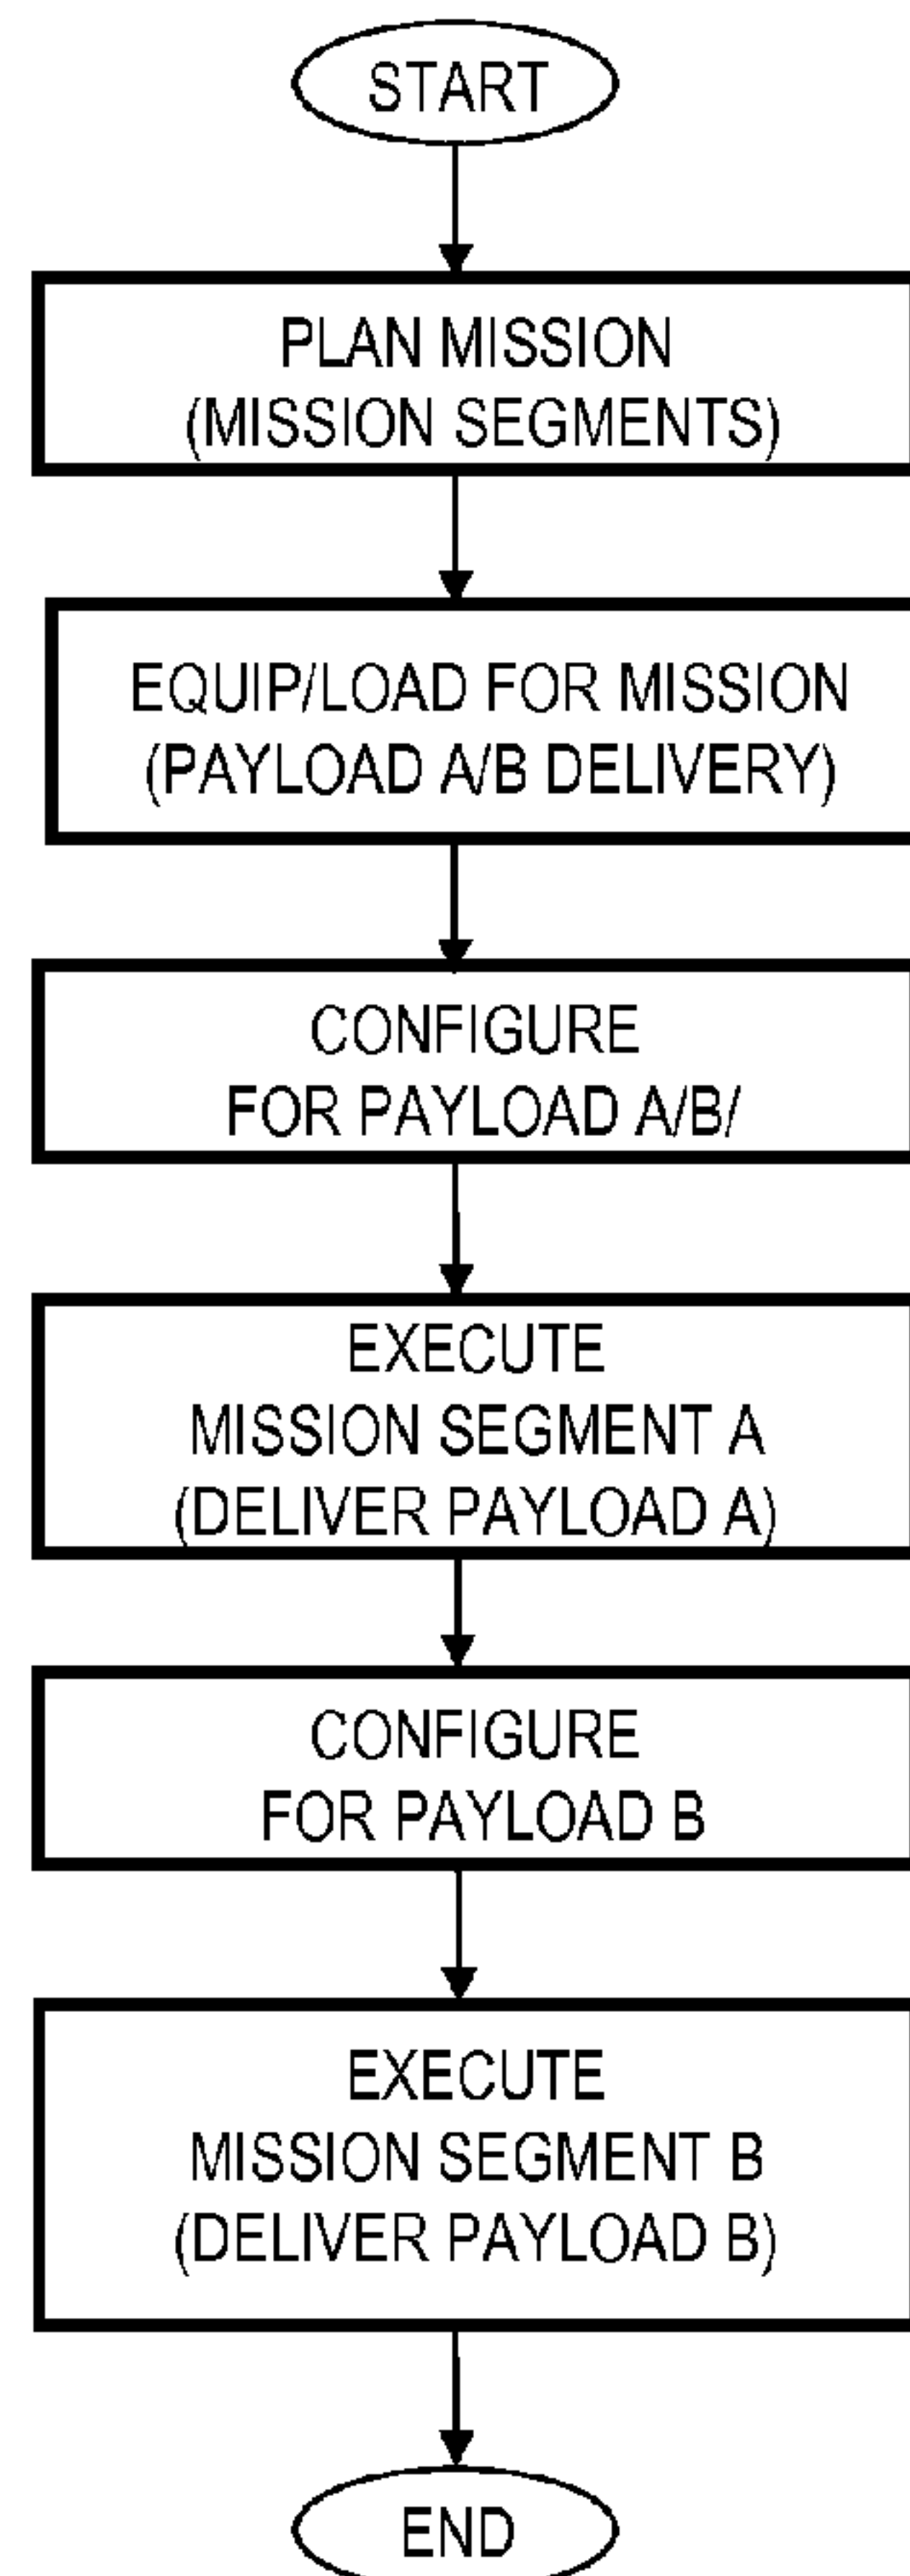 START
PLAN MISSION
(MISSION SEGMENTS)
EQUIP/LOAD FOR MISSION
(PAYLOAD A/B DELIVERY)
CONFIGURE
FOR PAYLOAD A/B/
EXECUTE
MISSION SEGMENT A
(DELIVER PAYLOAD A)
CONFIGURE
FOR PAYLOAD B
EXECUTE
MISSION SEGMENT B
(DELIVER PAYLOAD B)
END